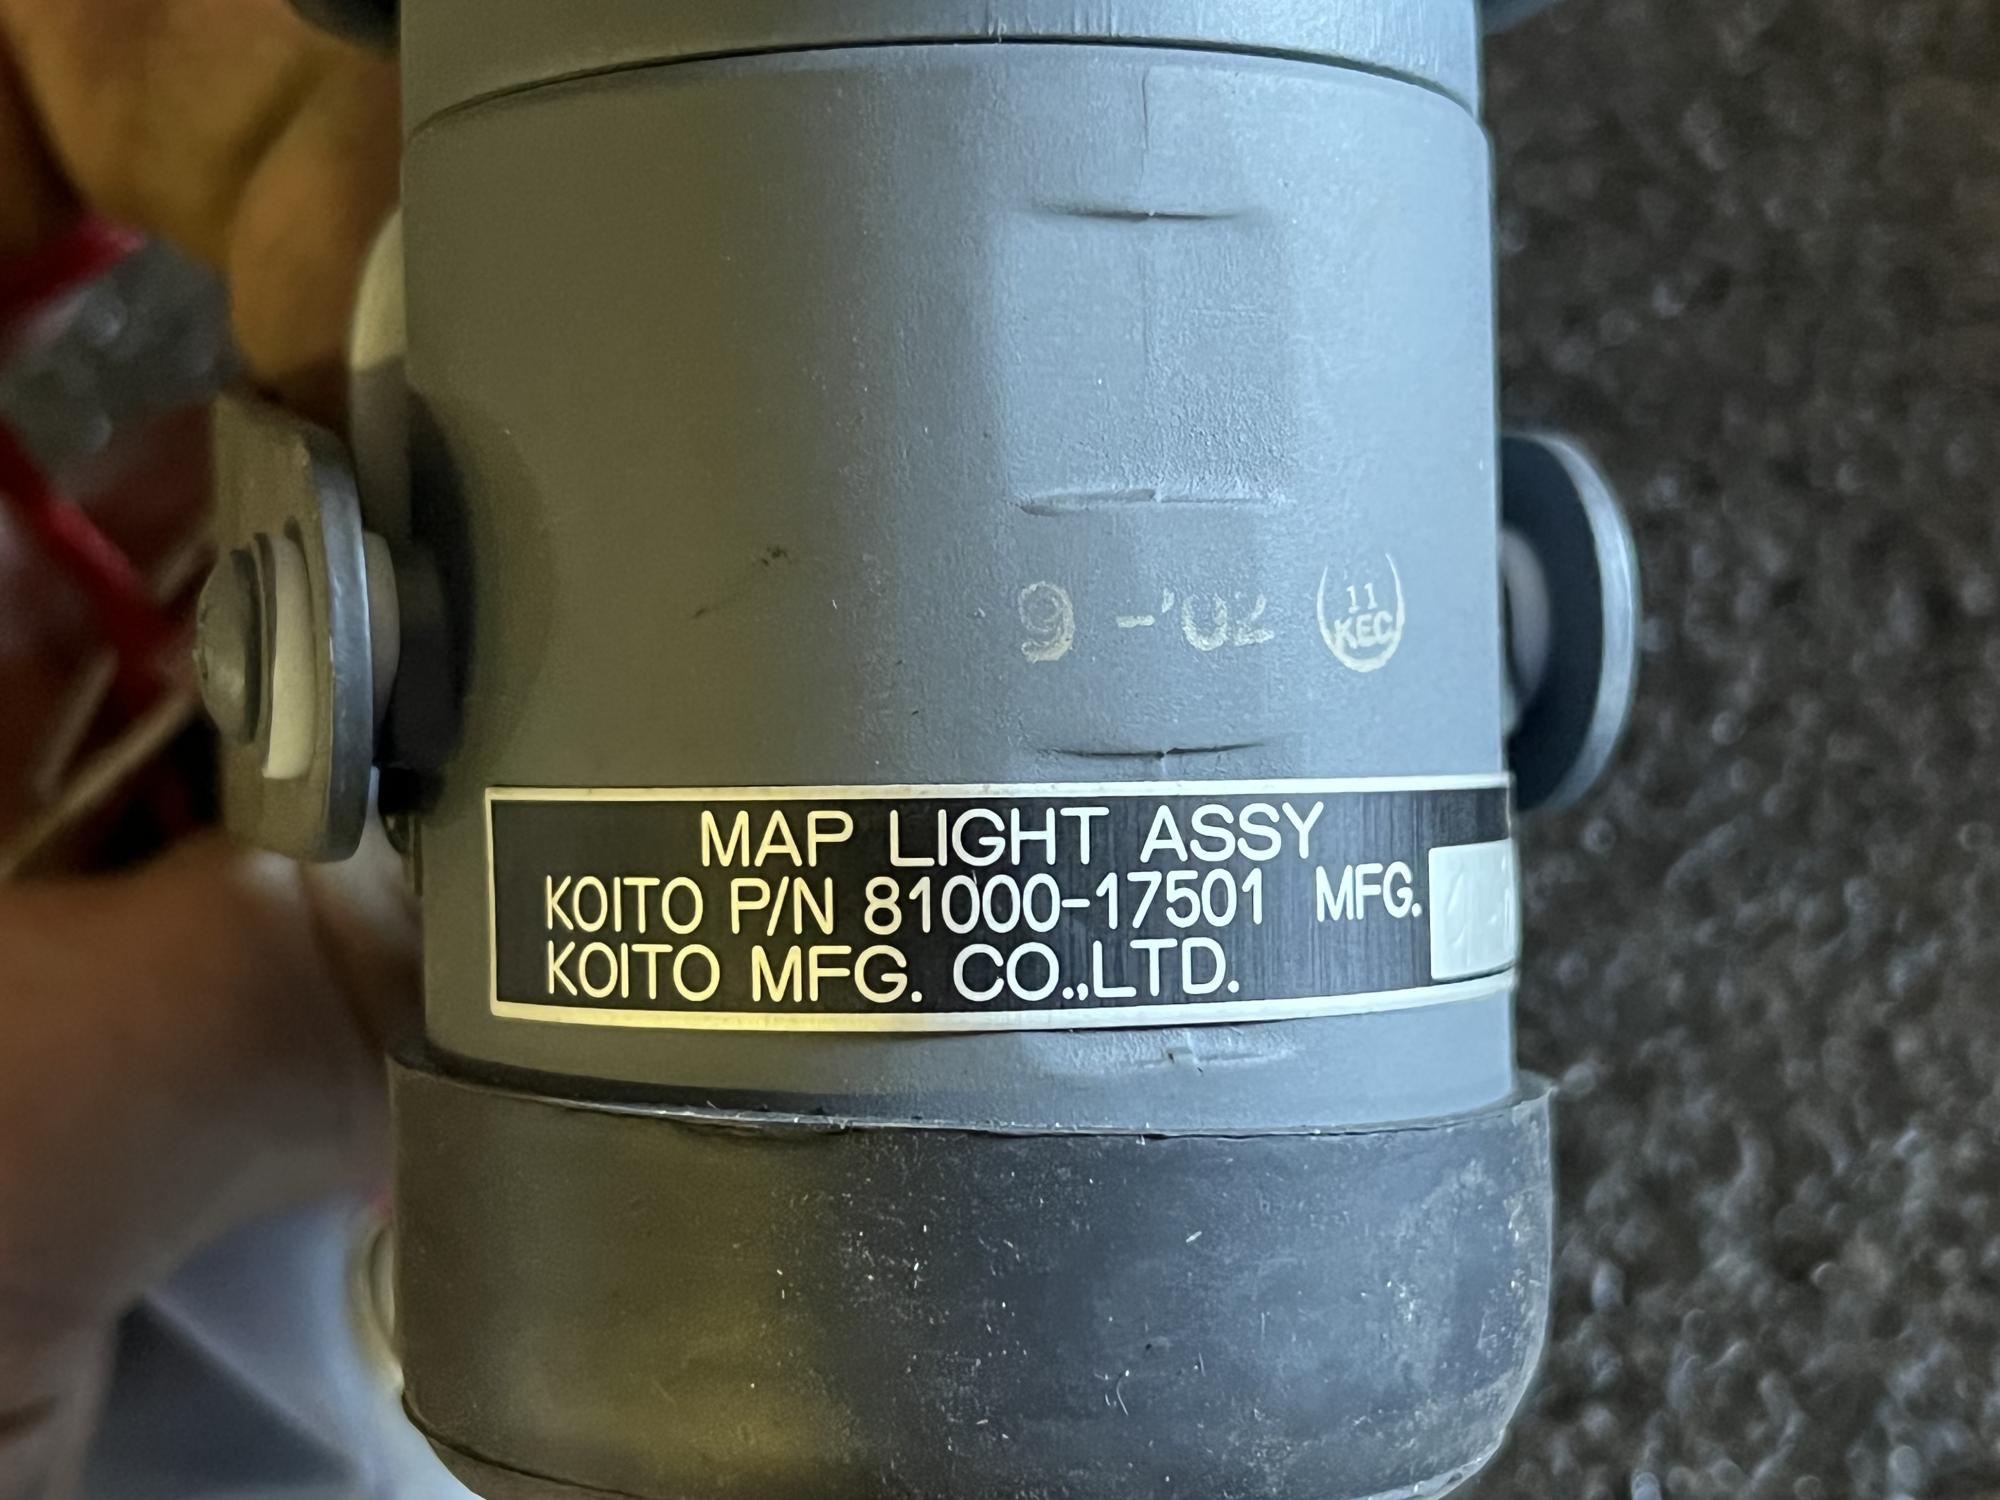 9 -'02
11
KEC
MAP LIGHT ASSY
KOITO P/N 81000-17501 MFG.
KOITO MFG. CO.,LTD.